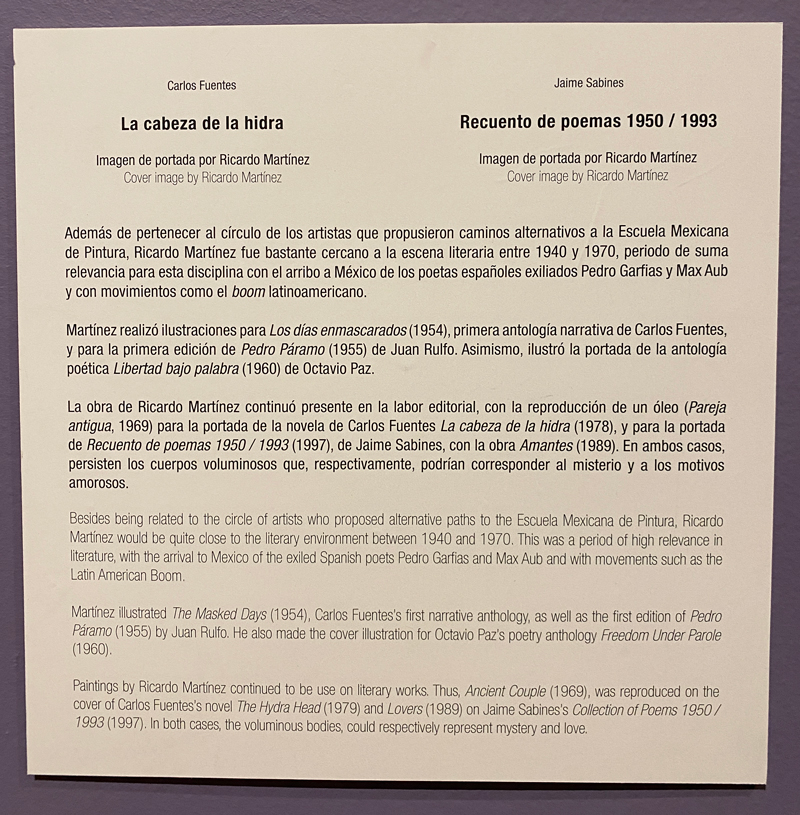 Carlos Fuentes
La cabeza de la hidra
Imagen de portada por Ricardo Martínez
Cover image by Ricardo Martínez
Jaime Sabines
Recuento de poemas 1950 / 1993
Imagen de portada por Ricardo Martínez
Cover image by Ricardo Martínez
Además de pertenecer al círculo de los artistas que propusieron caminos alternativos a la Escuela Mexicana
de Pintura, Ricardo Martínez fue bastante cercano a la escena literaria entre 1940 y 1970, periodo de suma
relevancia para esta disciplina con el arribo a México de los poetas españoles exiliados Pedro Garfias y Max Aub
y con movimientos como el boom latinoamericano.
Martínez realizó ilustraciones para Los días enmascarados (1954), primera antología narrativa de Carlos Fuentes,
y para la primera edición de Pedro Páramo (1955) de Juan Rulfo. Asimismo, ilustró la portada de la antología
poética Libertad bajo palabra (1960) de Octavio Paz.
La obra de Ricardo Martínez continuó presente en la labor editorial, con la reproducción de un óleo (Pareja
antigua, 1969) para la portada de la novela de Carlos Fuentes La cabeza de la hidra (1978), y para la portada
de Recuento de poemas 1950 / 1993 (1997), de Jaime Sabines, con la obra Amantes (1989). En ambos casos,
persisten los cuerpos voluminosos que, respectivamente, podrían corresponder al misterio y a los motivos
amorosos.
Besides being related to the circle of artists who proposed alternative paths to the Escuela Mexicana de Pintura, Ricardo
Martínez would be quite close to the literary environment between 1940 and 1970. This was a period of high relevance in
literature, with the arrival to Mexico of the exiled Spanish poets Pedro Garfias and Max Aub and with movements such as the
Latin American Boom.
Martínez illustrated The Masked Days (1954), Carlos Fuentes's first narrative anthology, as well as the first edition of Pedro
Páramo (1955) by Juan Rulfo. He also made the cover illustration for Octavio Paz's poetry anthology Freedom Under Parole
(1960).
Paintings by Ricardo Martínez continued to be use on literary works. Thus, Ancient Couple (1969), was reproduced on the
cover of Carlos Fuentes's novel The Hydra Head (1979) and Lovers (1989) on Jaime Sabines's Collection of Poems 1950 /
1993 (1997). In both cases, the voluminous bodies, could respectively represent mystery and love.